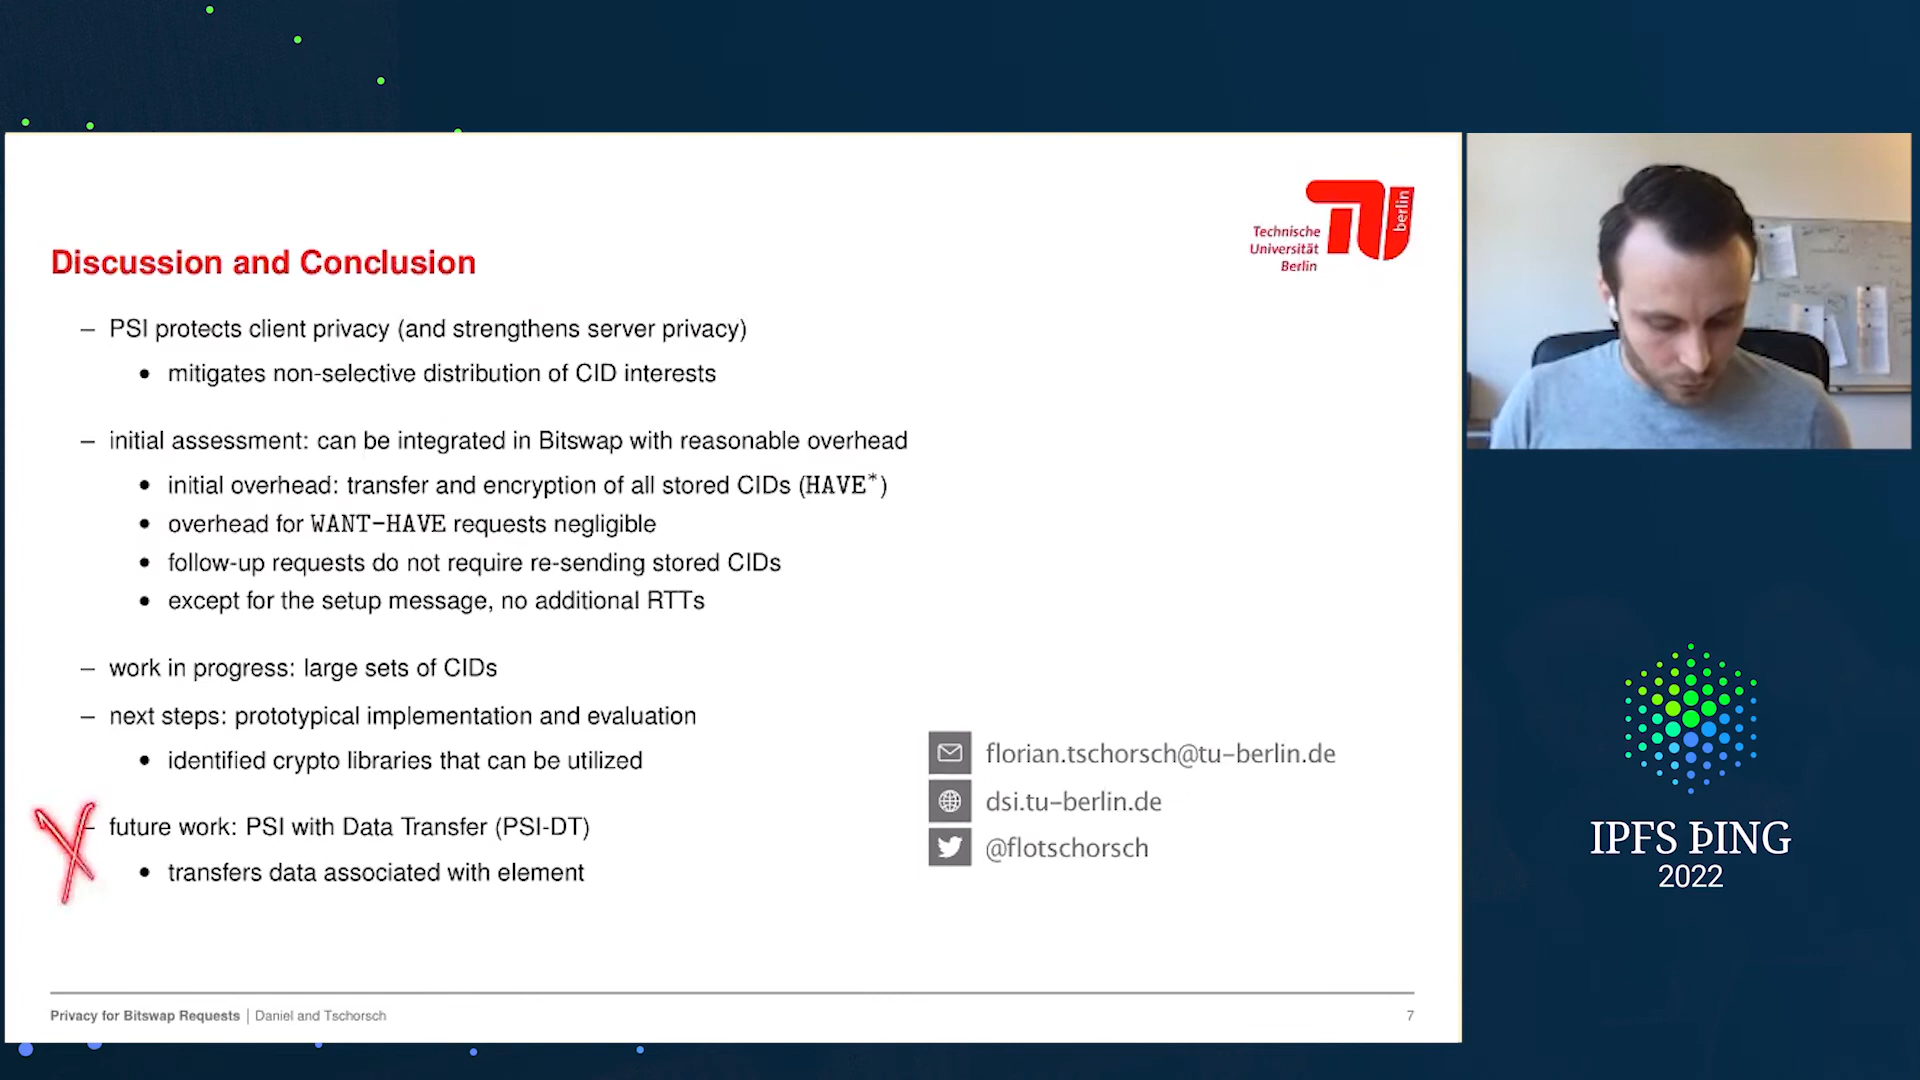 Technische
Universität
Berlin
berlin
Discussion and Conclusion
– PSI protects client privacy (and strengthens server privacy)
• mitigates non-selective distribution of CID interests
– initial assessment: can be integrated in Bitswap with reasonable overhead
• initial overhead: transfer and encryption of all stored CIDs (HAVE*)
• overhead for WANT-HAVE requests negligible
• follow-up requests do not require re-sending stored CIDs
• except for the setup message, no additional RTTs
– work in progress: large sets of CIDs
– next steps: prototypical implementation and evaluation
• identified crypto libraries that can be utilized
– future work: PSI with Data Transfer (PSI-DT)
• transfers data associated with element
florian.tschorsch@tu-berlin.de
dsi.tu-berlin.de
@flotschorsch
Privacy for Bitswap Requests | Daniel and Tschorsch
7
IPFS ÞING
2022